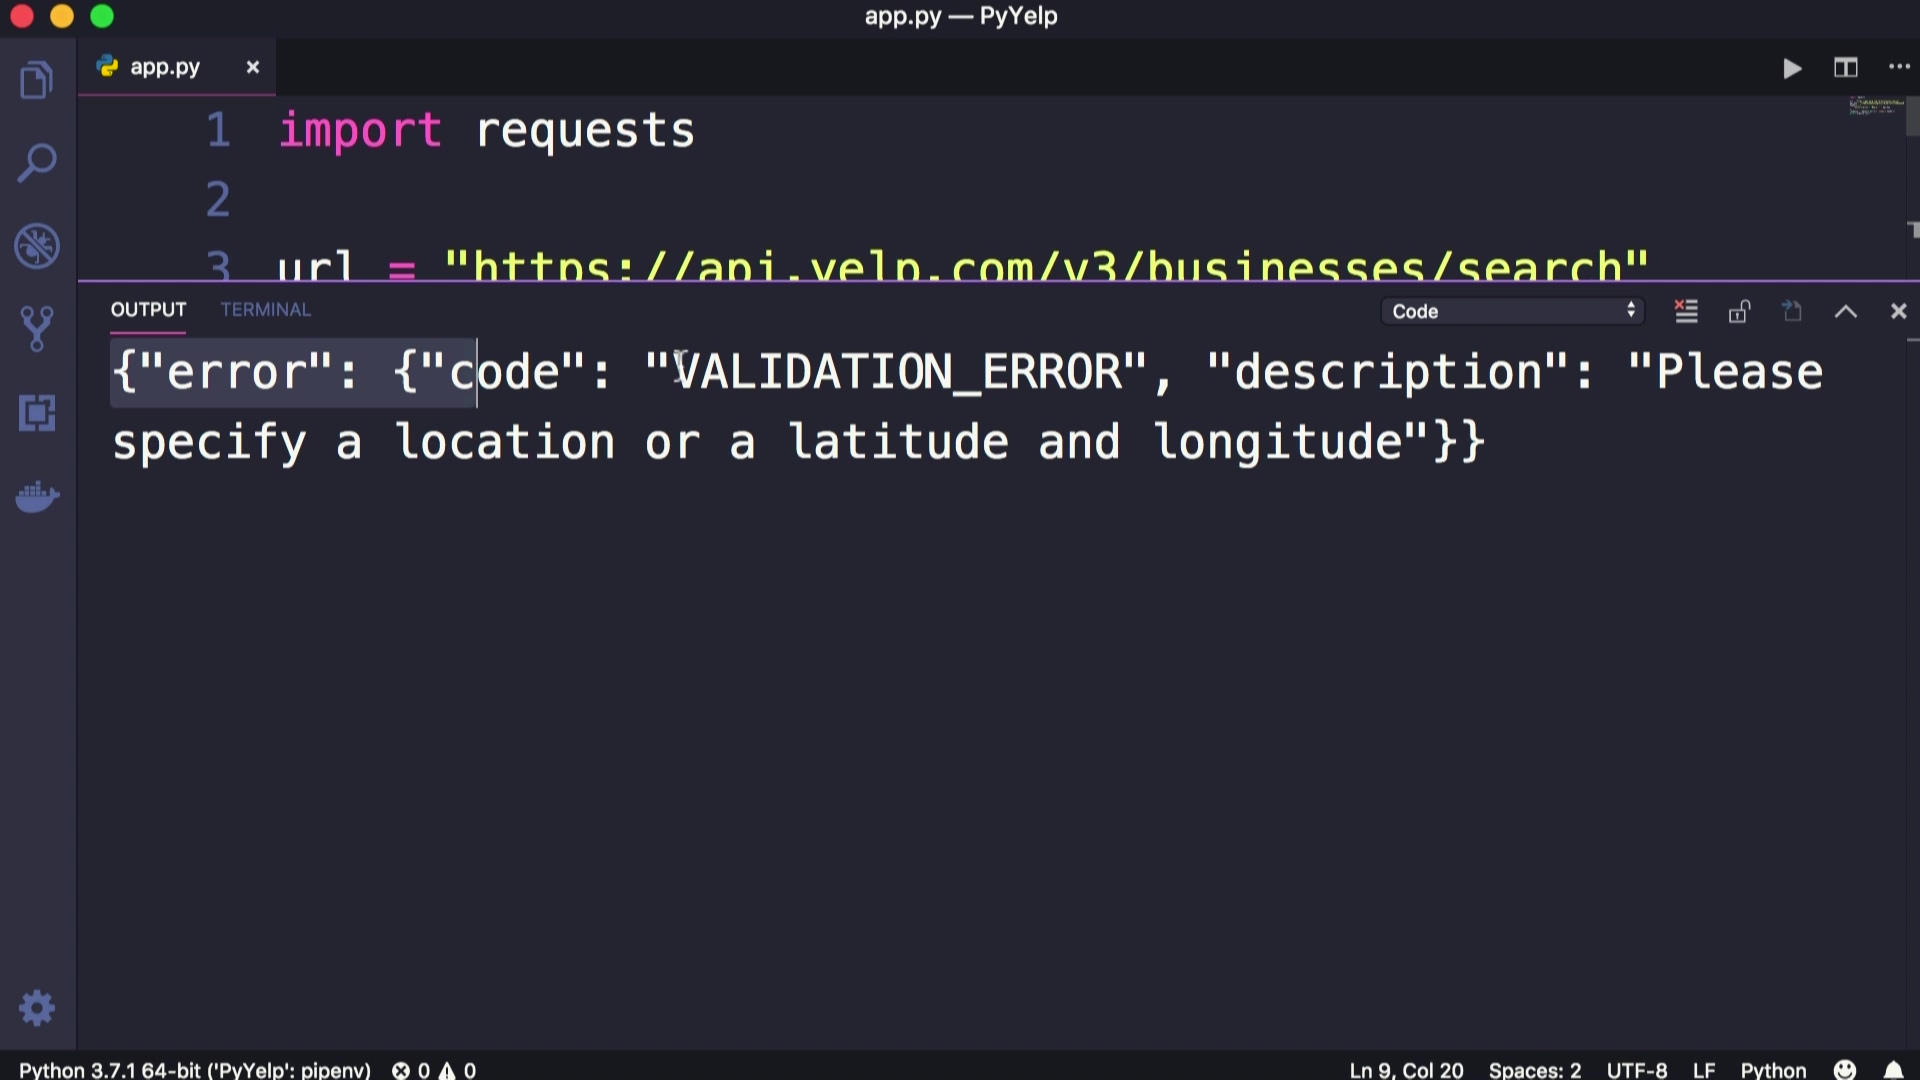 app.py — PyYelp
app.py
1 import requests
2
3 url = "https://api.yelp.com/v3/businesses/search"
OUTPUT TERMINAL Code
{"error": {"code": "VALIDATION_ERROR", "description": "Please
specify a location or a latitude and longitude"}}
Python 3.7.1 64-bit ('PyYelp': pipenv) 0 0 Ln 9, Col 20 Spaces: 2 UTF-8 LF Python